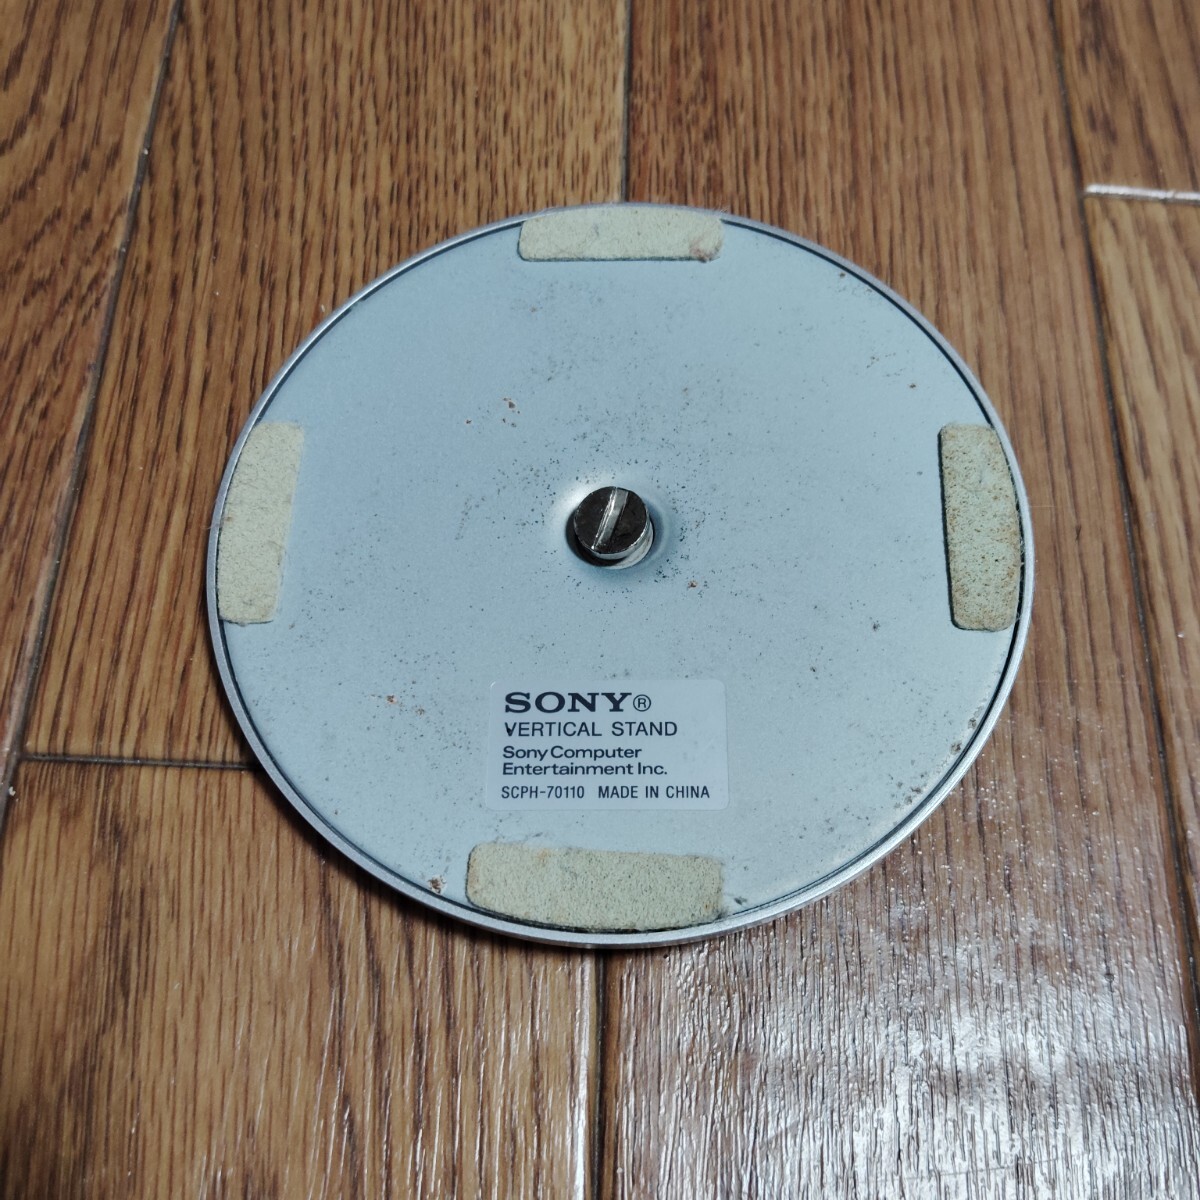 SONY®
VERTICAL STAND
Sony Computer
Entertainment Inc.
SCPH-70110 MADE IN CHINA